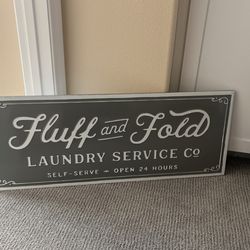 Fluff and Fold
LAUNDRY SERVICE CO
SELF-SERVE OPEN 24 HOURS